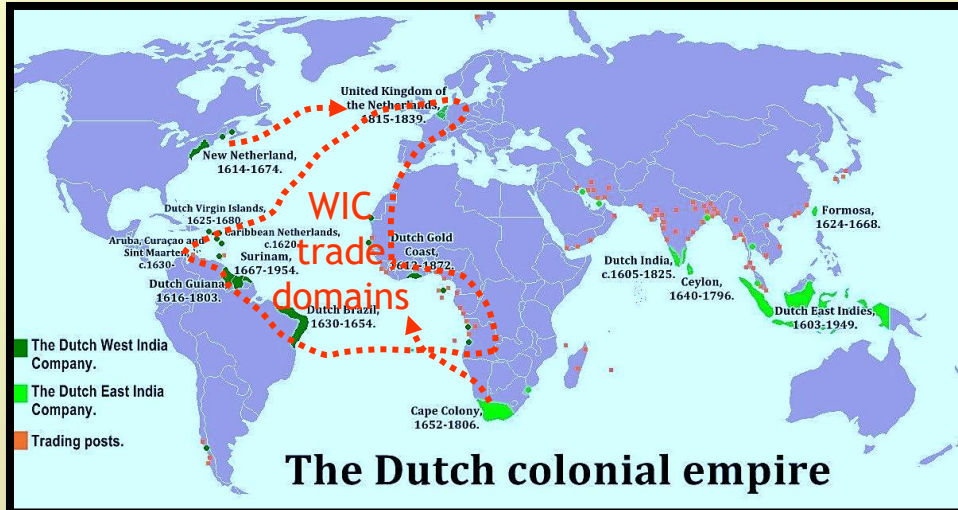 United Kingdom of
the Netherlands,
1815-1839.
New Netherland,
1614-1674.
Dutch Virgin Islands,
1625-1680.
Caribbean Netherlands,
c.1620-
Aruba, Curaçao and
Sint Maarten,
c.1630-
Surinam,
1667-1954.
Dutch Guiana,
1616-1803.
Dutch Brazil,
1630-1654.
WIC
trade
domains
Dutch Gold
Coast,
1612-1872.
Cape Colony,
1652-1806.
Dutch India,
c.1605-1825.
Ceylon,
1640-1796.
Formosa,
1624-1668.
Dutch East Indies,
1603-1949.
The Dutch West India
Company.
The Dutch East India
Company.
Trading posts.
The Dutch colonial empire